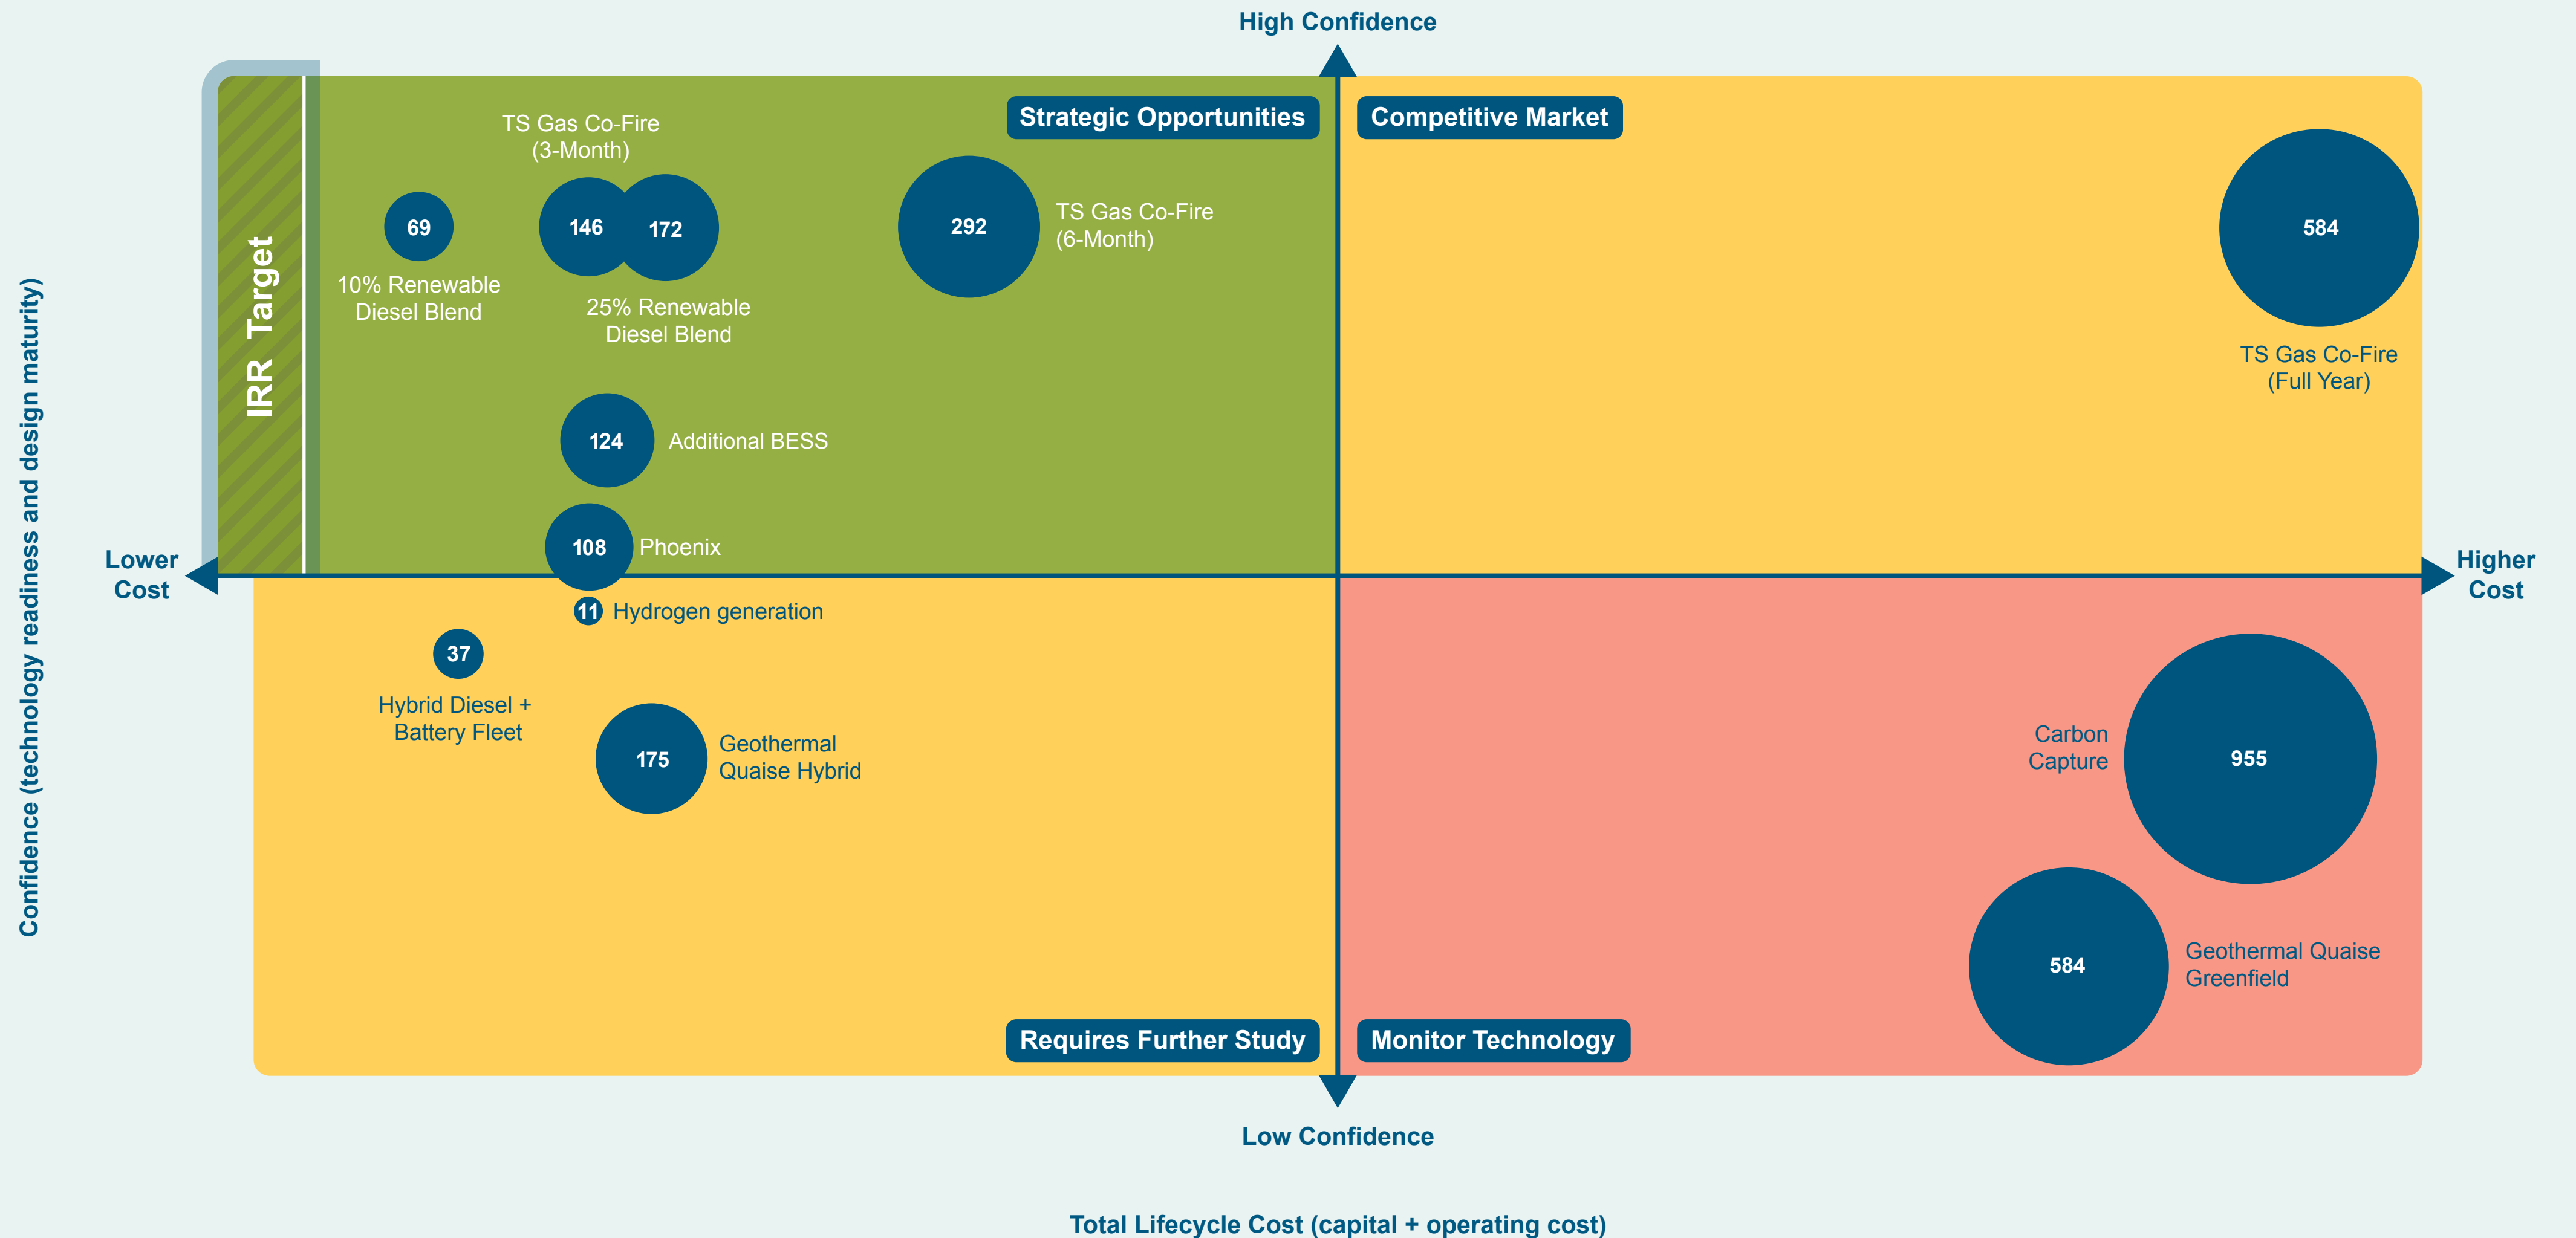 High Confidence
Strategic Opportunities
Competitive Market
TS Gas Co-Fire
(3-Month)
69
146
172
292
TS Gas Co-Fire
(6-Month)
584
10% Renewable
Diesel Blend
25% Renewable
Diesel Blend
TS Gas Co-Fire
(Full Year)
IRR Target
124
Additional BESS
108
Phoenix
Lower
Cost
Higher
Cost
11
Hydrogen generation
37
Hybrid Diesel +
Battery Fleet
175
Geothermal
Quaise Hybrid
Carbon
Capture
955
584
Geothermal Quaise
Greenfield
Requires Further Study
Monitor Technology
Low Confidence
Confidence (technology readiness and design maturity)
Total Lifecycle Cost (capital + operating cost)